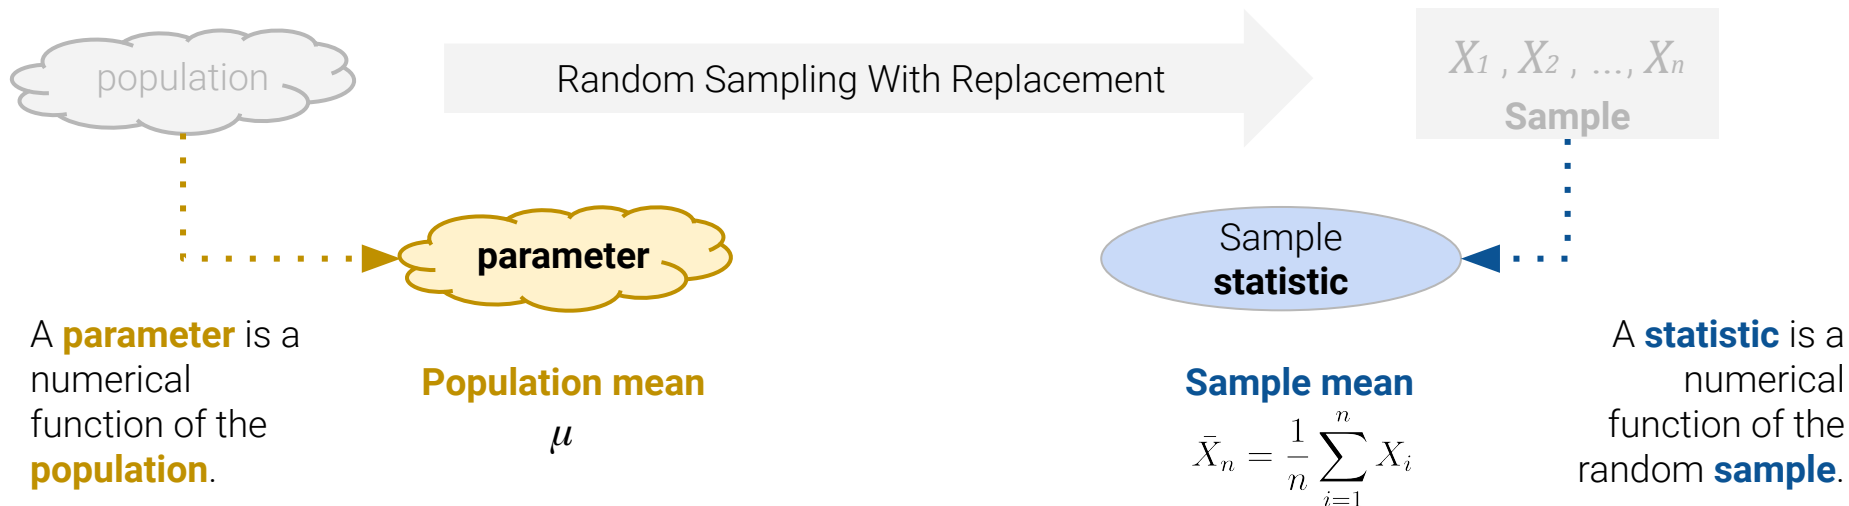 population
Random Sampling With Replacement
X₁ , X₂ , ..., Xₙ
Sample
parameter
Sample
statistic
A parameter is a
numerical
function of the
population.
Population mean
μ
Sample mean
X̄ₙ = 1/n ∑ᵢ₌₁ⁿ Xᵢ
A statistic is a
numerical
function of the
random sample.